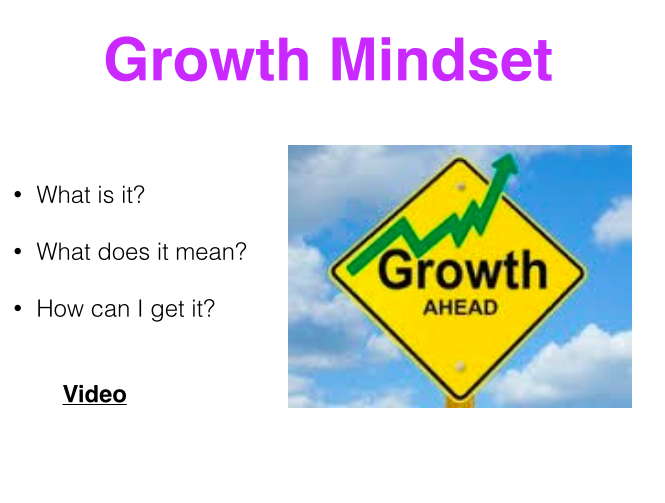 Growth Mindset
• What is it?
• What does it mean?
• How can I get it?
Video
Growth
AHEAD